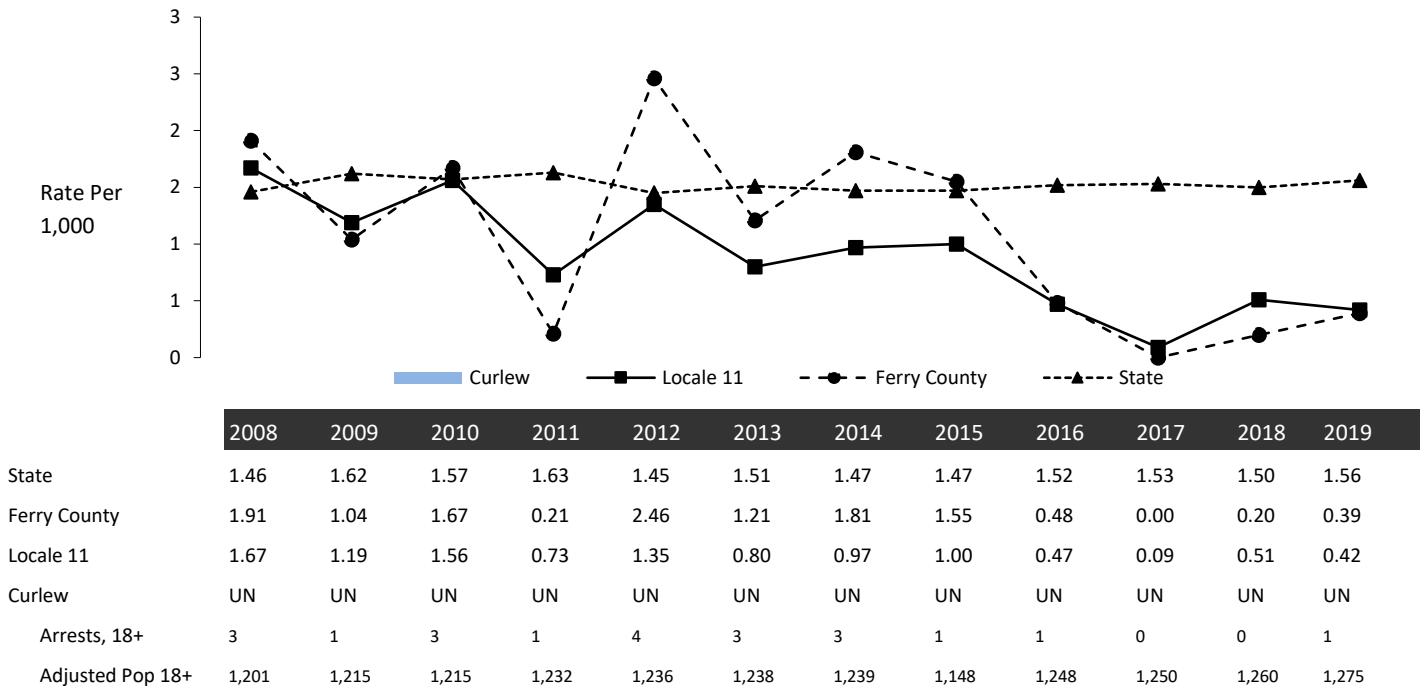 3
3
2
2
1
1
0
Rate Per
1,000
Curlew Locale 11 Ferry County State
2008 2009 2010 2011 2012 2013 2014 2015 2016 2017 2018 2019
State 1.46 1.62 1.57 1.63 1.45 1.51 1.47 1.47 1.52 1.53 1.50 1.56
Ferry County 1.91 1.04 1.67 0.21 2.46 1.21 1.81 1.55 0.48 0.00 0.20 0.39
Locale 11 1.67 1.19 1.56 0.73 1.35 0.80 0.97 1.00 0.47 0.09 0.51 0.42
Curlew UN UN UN UN UN UN UN UN UN UN UN UN
Arrests, 18+ 3 1 3 1 4 3 3 1 1 0 0 1
Adjusted Pop 18+ 1,201 1,215 1,215 1,232 1,236 1,238 1,239 1,148 1,248 1,250 1,260 1,275